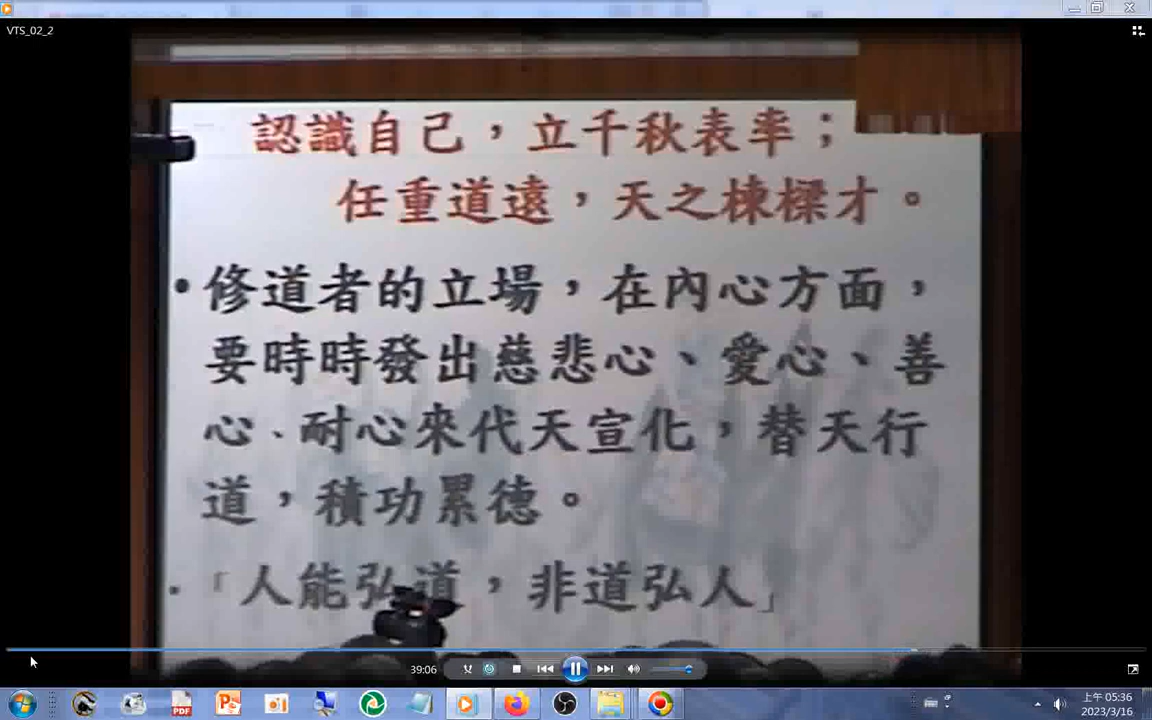 VTS_02_2
認識自己，立千秋表率；
任重道遠，天之棟樑才。
•修道者的立場，在內心方面，
要時時發出慈悲心、愛心、善
心、耐心來代天宣化，替天行
道，積功累德。
•「人能弘道，非道弘人」
39:06
PDF
上午 05:36
2023/3/16